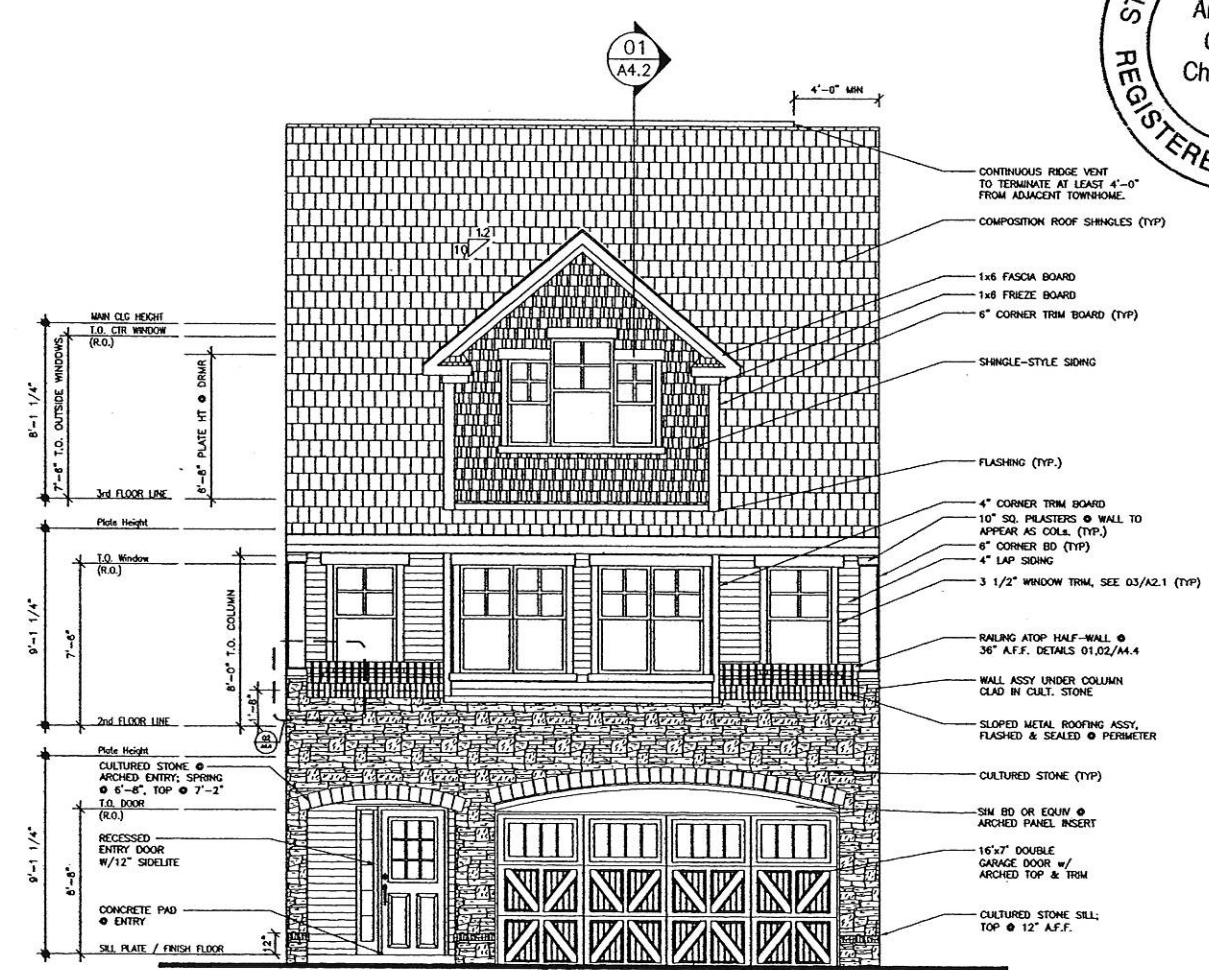 01
A4.2
4'-0" MIN
REGISTERE
CONTINUOUS RIDGE VENT
TO TERMINATE AT LEAST 4'-0"
FROM ADJACENT TOWNHOME.
COMPOSITION ROOF SHINGLES (TYP)
12
10
1x6 FASCIA BOARD
1x6 FRIEZE BOARD
6" CORNER TRIM BOARD (TYP)
SHINGLE-STYLE SIDING
FLASHING (TYP.)
4" CORNER TRIM BOARD
10" SQ. PILASTERS @ WALL TO
APPEAR AS COLs. (TYP.)
6" CORNER BD (TYP)
4" LAP SIDING
3 1/2" WINDOW TRIM, SEE 03/A2.1 (TYP)
RAILING ATOP HALF-WALL @
36" A.F.F. DETAILS 01,02/A4.4
WALL ASSY UNDER COLUMN
CLAD IN CULT. STONE
SLOPED METAL ROOFING ASSY,
FLASHED & SEALED @ PERIMETER
CULTURED STONE (TYP)
SIM BD OR EQUIV @
ARCHED PANEL INSERT
16'x7' DOUBLE
GARAGE DOOR w/
ARCHED TOP & TRIM
CULTURED STONE SILL;
TOP @ 12" A.F.F.
MAIN CLG HEIGHT
T.O. CTR WINDOW
(R.O.)
8'-1 1/4"
7'-6" T.O. OUTSIDE WINDOWS
6'-8" PLATE HT @ DRMR
3rd FLOOR LINE
Plate Height
T.O. Window
(R.O.)
9'-1 1/4"
7'-6"
8'-0" T.O. COLUMN
1'-8"
2nd FLOOR LINE
03
Plate Height
CULTURED STONE @
ARCHED ENTRY; SPRING
@ 6'-8", TOP @ 7'-2"
T.O. DOOR
(R.O.)
9'-1 1/4"
6'-8"
RECESSED
ENTRY DOOR
W/12" SIDELITE
CONCRETE PAD
@ ENTRY
12"
SILL PLATE / FINISH FLOOR